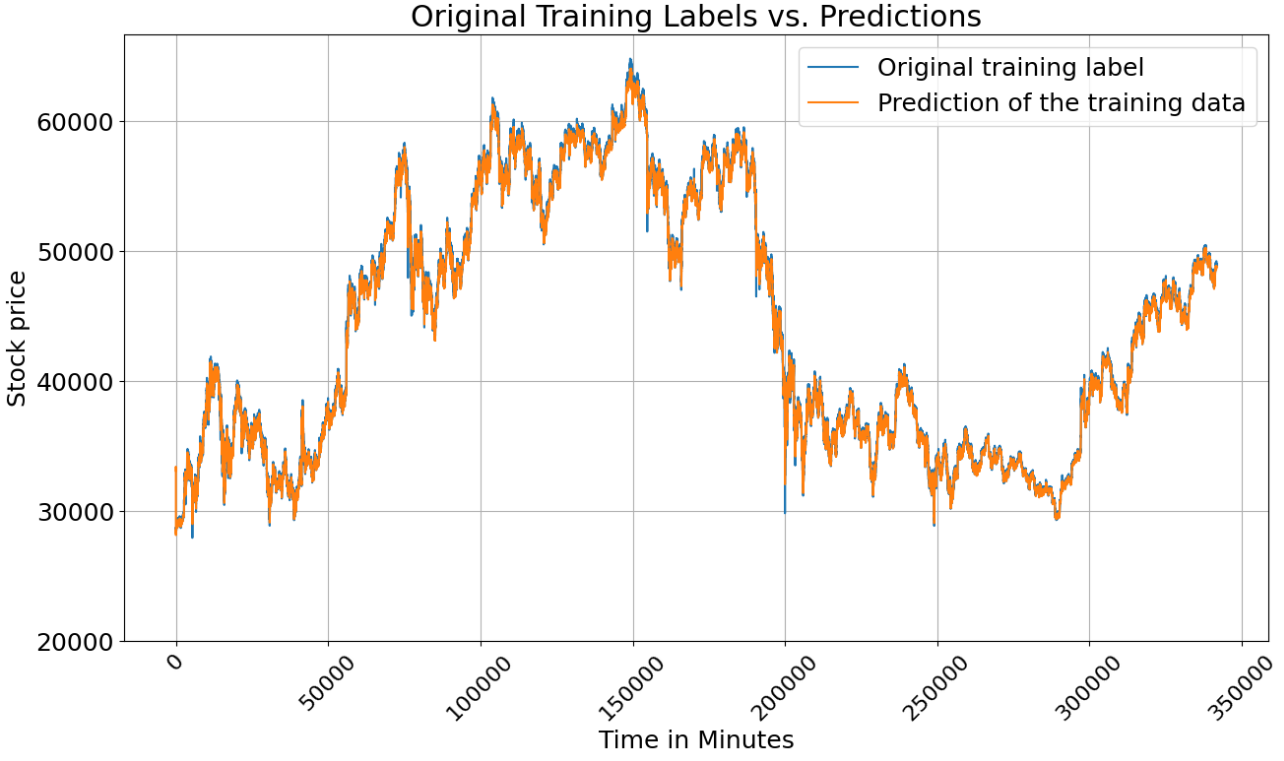 Original Training Labels vs. Predictions
Original training label
Prediction of the training data
Stock price
60000
50000
40000
30000
20000
0
50000
100000
150000
200000
250000
300000
350000
Time in Minutes